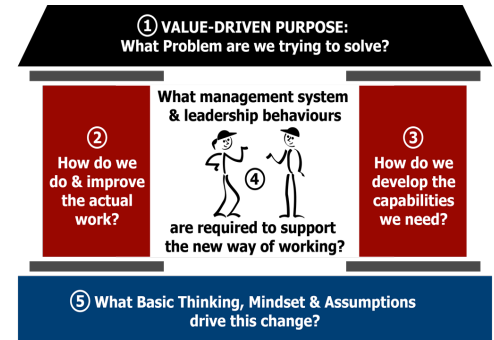 ① VALUE-DRIVEN PURPOSE:
What Problem are we trying to solve?
②
How do we
do & improve
the actual
work?
What management system
& leadership behaviours
④
are required to support
the new way of working?
③
How do we
develop the
capabilities
we need?
⑤ What Basic Thinking, Mindset & Assumptions
drive this change?